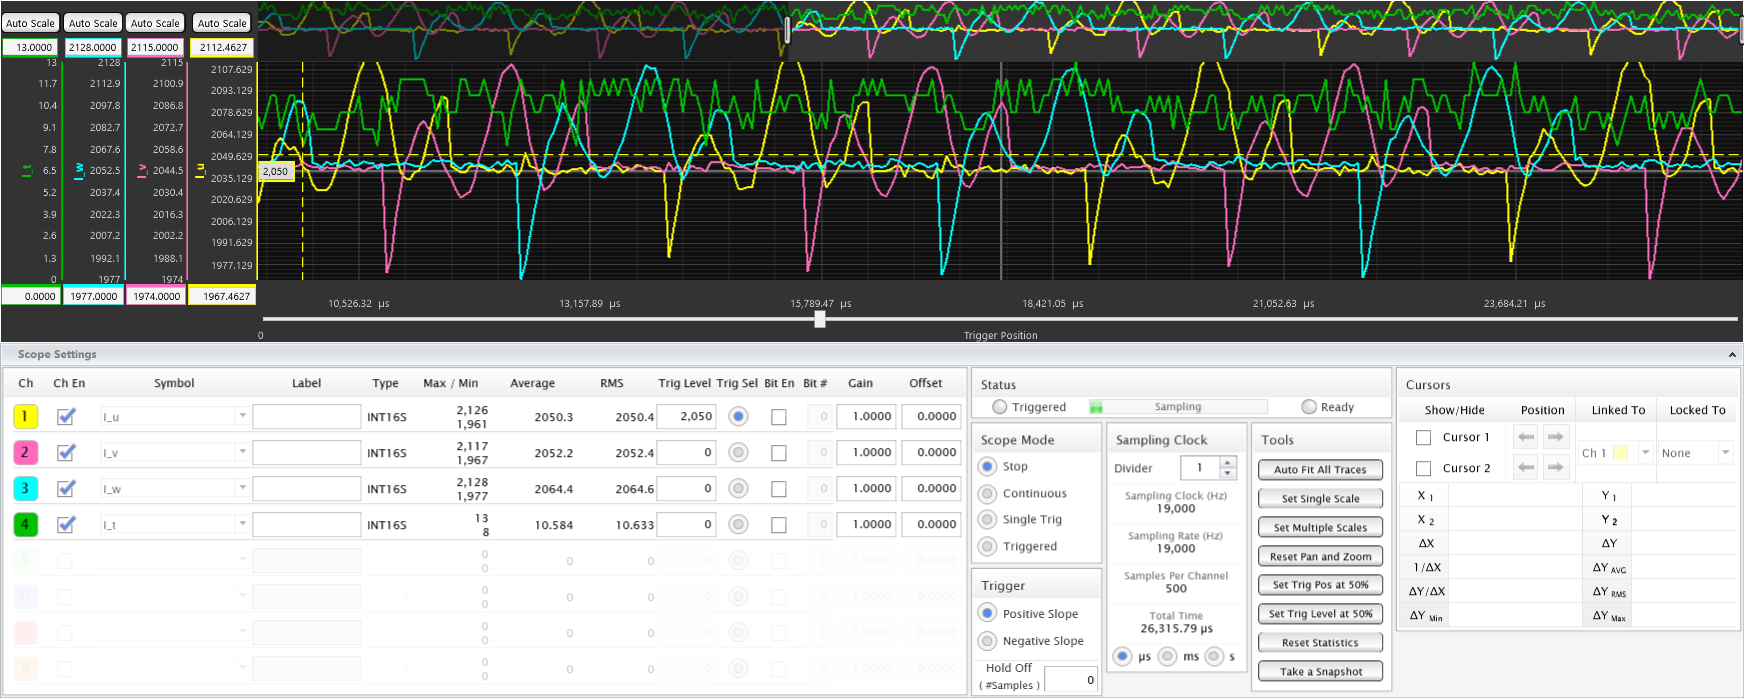 Auto Scale Auto Scale Auto Scale Auto Scale
13.0000 2128.0000 2115.0000 2112.4627
13 2128 2115 2107.629
11.7 2112.9 2100.9 2093.129
10.4 2097.8 2086.8 2078.629
9.1 2082.7 2072.7 2064.129
7.8 2067.6 2058.6 2049.629
I_t 6.5 I_w 2052.5 I_v 2044.5 I_u 2035.129
5.2 2037.4 2030.4 2020.629
3.9 2022.3 2016.3 2006.129
2.6 2007.2 2002.2 1991.629
1.3 1992.1 1988.1 1977.129
0 1977 1974
0.0000 1977.0000 1974.0000 1967.4627
2,050
10,526.32 µs 13,157.89 µs 15,789.47 µs 18,421.05 µs 21,052.63 µs 23,684.21 µs
0 Trigger Position
Scope Settings
Ch Ch En Symbol Label Type Max / Min Average RMS Trig Level Trig Sel Bit En Bit # Gain Offset
1 I_u INT16S 2,126 1,961 2050.3 2050.4 2,050 0 1.0000 0.0000
2 I_v INT16S 2,117 1,967 2052.2 2052.4 0 0 1.0000 0.0000
3 I_w INT16S 2,128 1,977 2064.4 2064.6 0 0 1.0000 0.0000
4 I_t INT16S 13 8 10.584 10.633 0 0 1.0000 0.0000
5 0 0 0 0 0 0 1.0000 0.0000
6 0 0 0 0 0 0 1.0000 0.0000
7 0 0 0 0 0 0 1.0000 0.0000
8 0 0 0 0 0 0 1.0000 0.0000
Status
Triggered Sampling Ready
Scope Mode
Stop
Continuous
Single Trig
Triggered
Trigger
Positive Slope
Negative Slope
Hold Off
( #Samples ) 0
Sampling Clock
Divider 1
Sampling Clock (Hz)
19,000
Sampling Rate (Hz)
19,000
Samples Per Channel
500
Total Time
26,315.79 µs
µs ms s
Tools
Auto Fit All Traces
Set Single Scale
Set Multiple Scales
Reset Pan and Zoom
Set Trig Pos at 50%
Set Trig Level at 50%
Reset Statistics
Take a Snapshot
Cursors
Show/Hide Position Linked To Locked To
Cursor 1
Ch 1 None
Cursor 2
X 1 Y 1
X 2 Y 2
ΔX ΔY
1/ΔX ΔY AVG
ΔY/ΔX ΔY RMS
ΔY Min ΔY Max